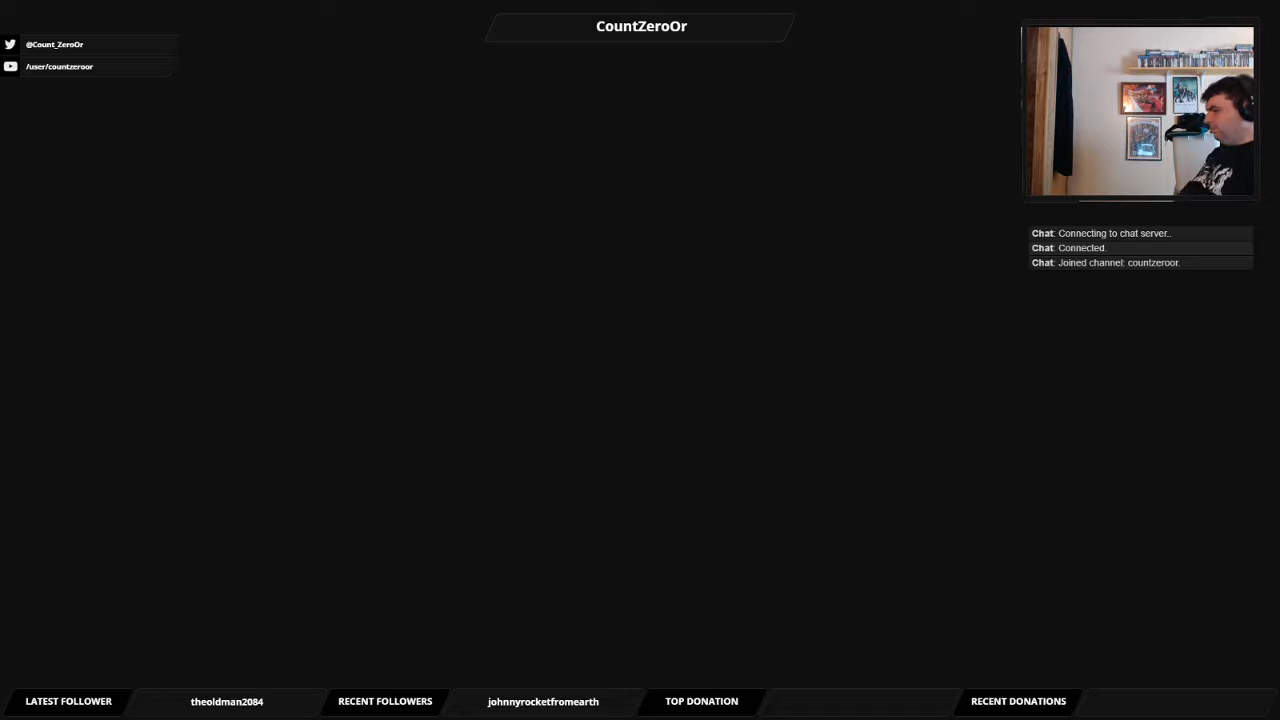 CountZeroOr
@Count_ZeroOr
/user/countzeroor
Chat: Connecting to chat server..
Chat: Connected.
Chat: Joined channel: countzeroor.
LATEST FOLLOWER theoldman2084 RECENT FOLLOWERS johnnyrocketfromearth TOP DONATION RECENT DONATIONS